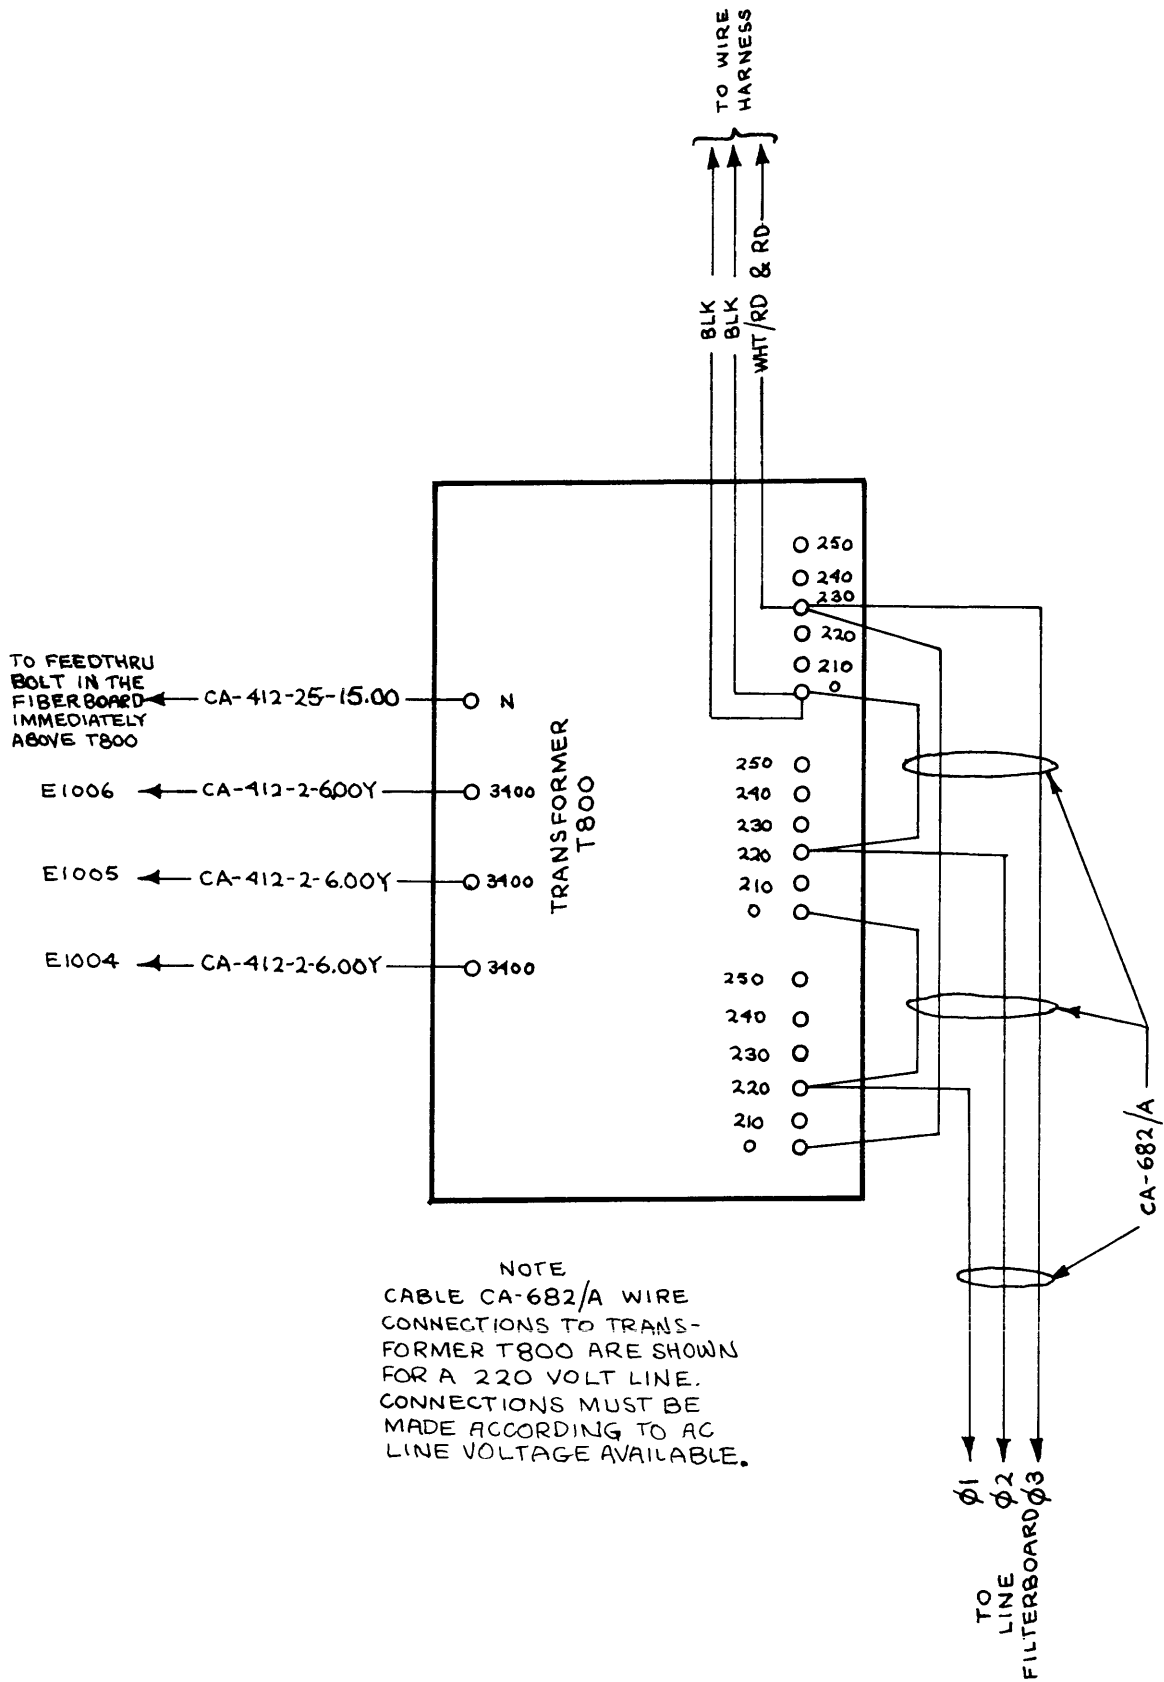 TO WIRE
HARNESS
BLK
BLK
WHT/RD & RD
250
240
230
220
210
0
TO FEEDTHRU
BOLT IN THE
FIBERBOARD
IMMEDIATELY
ABOVE T800
CA-412-25-15.00
N
E1006
CA-412-2-6.00Y
3400
E1005
CA-412-2-6.00Y
3400
E1004
CA-412-2-6.00Y
3400
TRANSFORMER
T800
250
240
230
220
210
0
250
240
230
220
210
0
CA-682/A
NOTE
CABLE CA-682/A WIRE
CONNECTIONS TO TRANS-
FORMER T800 ARE SHOWN
FOR A 220 VOLT LINE.
CONNECTIONS MUST BE
MADE ACCORDING TO AC
LINE VOLTAGE AVAILABLE.
Ø1
Ø2
Ø3
TO
LINE
FILTERBOARD